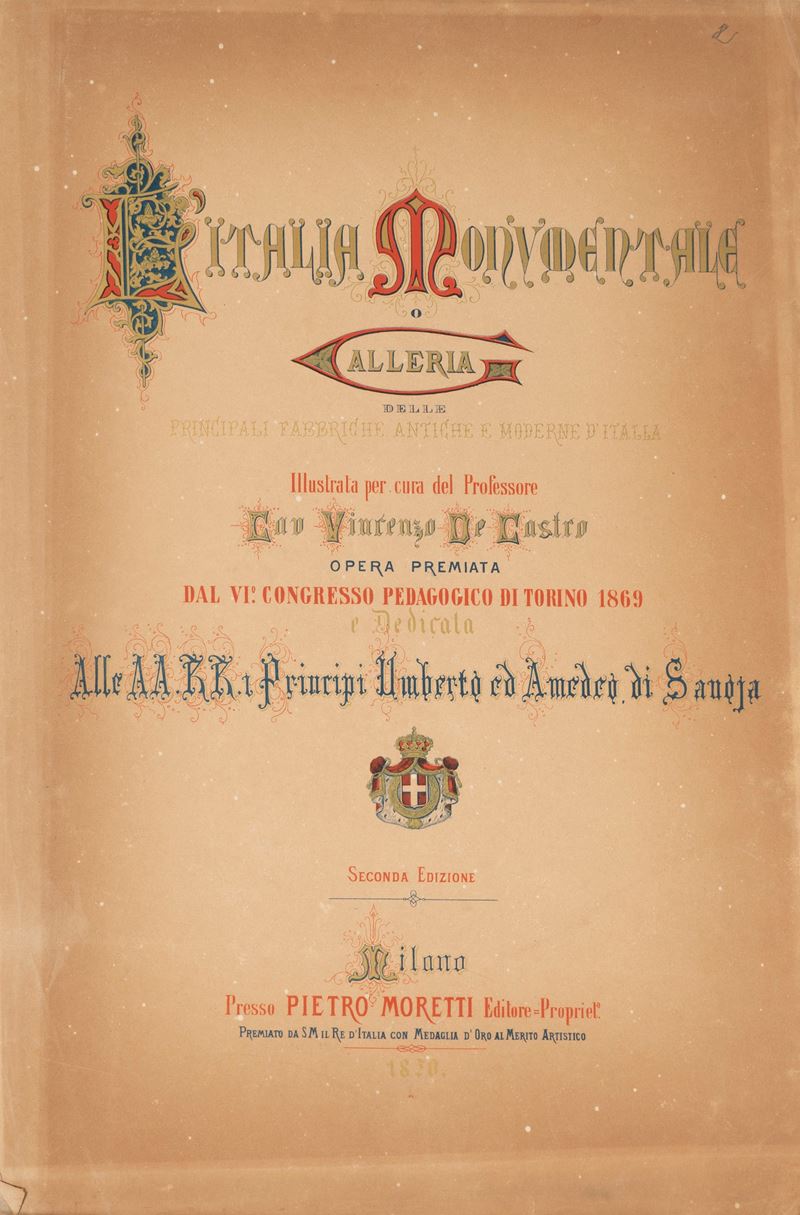 L'ITALIA MONVMENTALE
O
GALLERIA
DELLE
PRINCIPALI FABBRICHE ANTICHE E MODERNE D'ITALIA
Illustrata per cura del Professore
Cav Vincenzo De Castro
OPERA PREMIATA
DAL VI.º CONGRESSO PEDAGOGICO DI TORINO 1869
e Dedicata
Alle AA.RR. i Principi Umberto ed Amedeo, di Savoja
SECONDA EDIZIONE
Milano
Presso PIETRO MORETTI Editore=Propriet.º
PREMIATO DA S M IL RE D'ITALIA CON MEDAGLIA D'ORO AL MERITO ARTISTICO
1870.